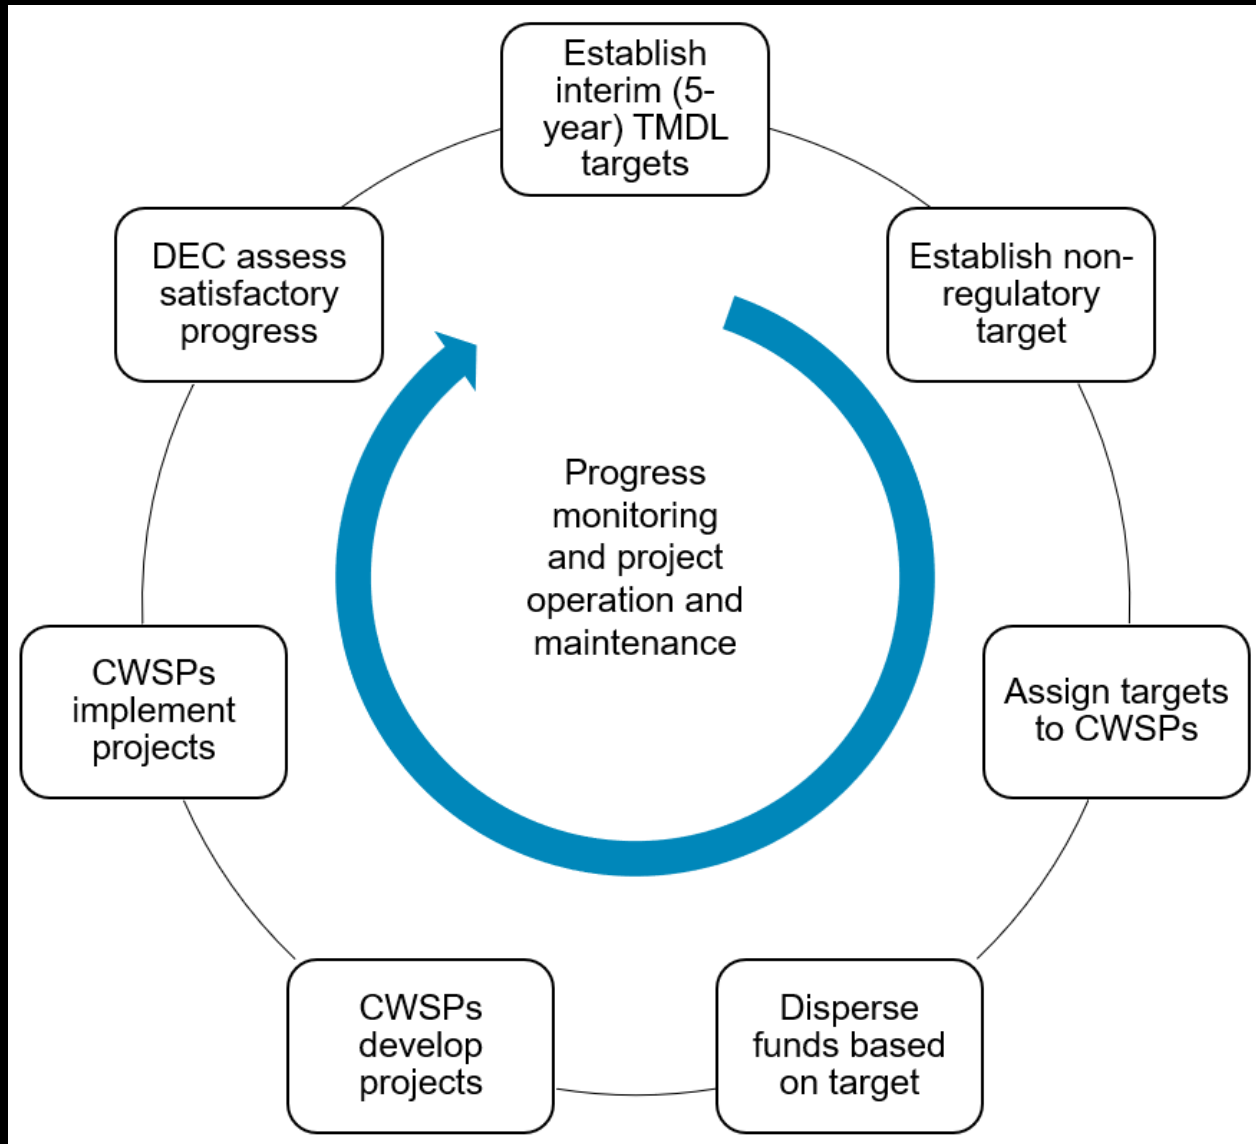 Establish
interim (5-
year) TMDL
targets
Establish non-
regulatory
target
Assign targets
to CWSPs
Disperse
funds based
on target
CWSPs
develop
projects
CWSPs
implement
projects
DEC assess
satisfactory
progress
Progress
monitoring
and project
operation and
maintenance